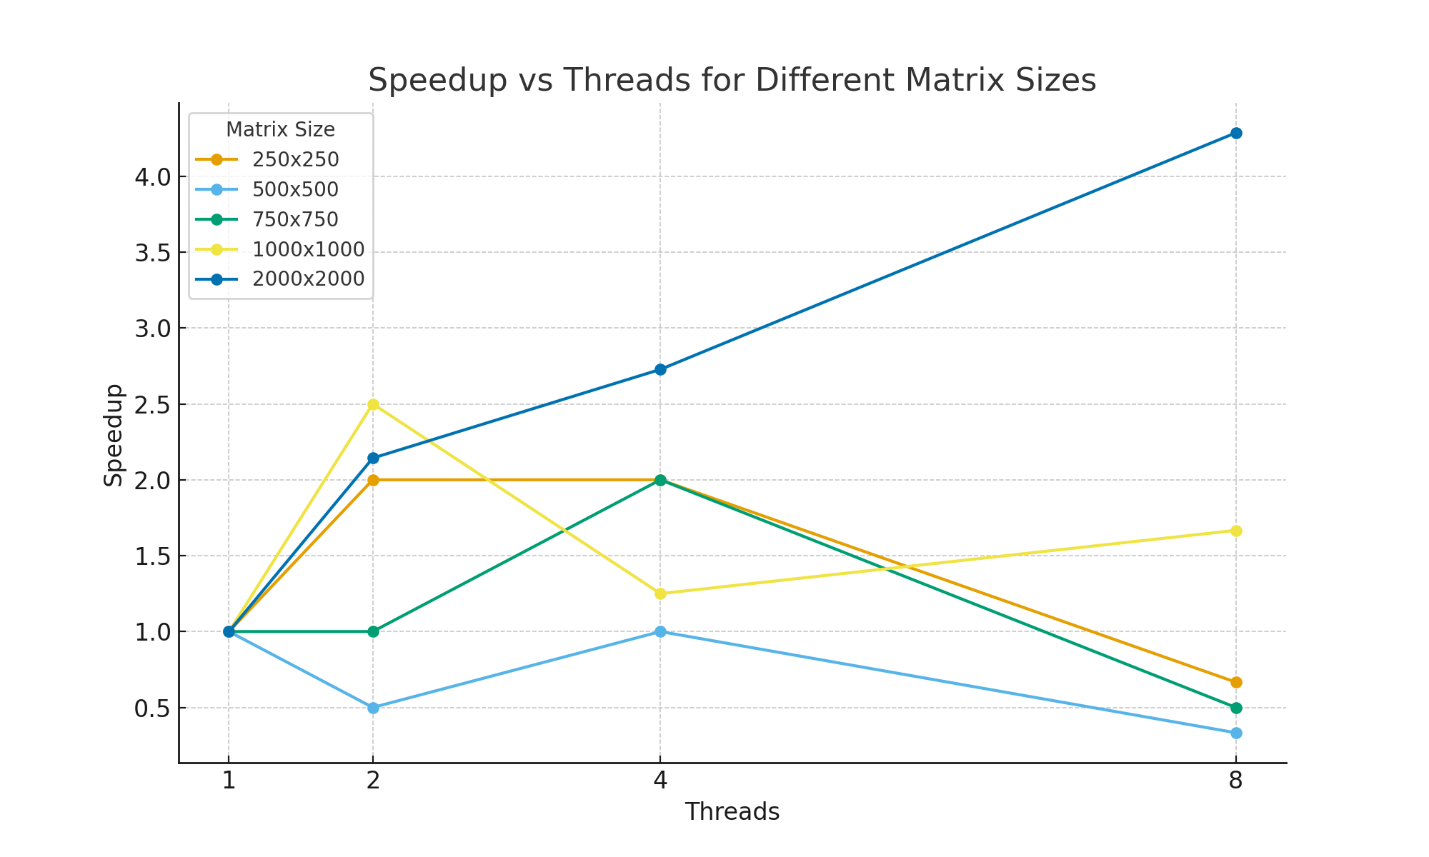 Speedup vs Threads for Different Matrix Sizes
Matrix Size
250x250
500x500
750x750
1000x1000
2000x2000
4.0
3.5
3.0
2.5
2.0
1.5
1.0
0.5
Speedup
1 2 4 8
Threads